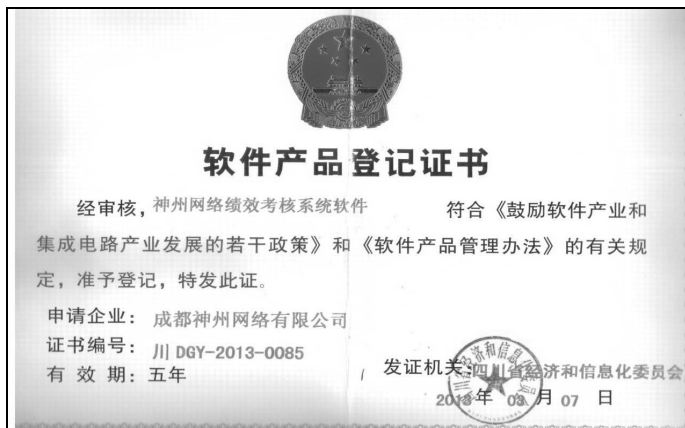 软件产品登记证书
经审核，神州网络绩效考核系统软件 符合《鼓励软件产业和
集成电路产业发展的若干政策》和《软件产品管理办法》的有关规
定，准予登记，特发此证。
申请企业：成都神州网络有限公司
证书编号：川 DGY-2013-0085
有 效 期：五年
发证机关：四川省经济和信息化委员会
2013 年 03 月 07 日